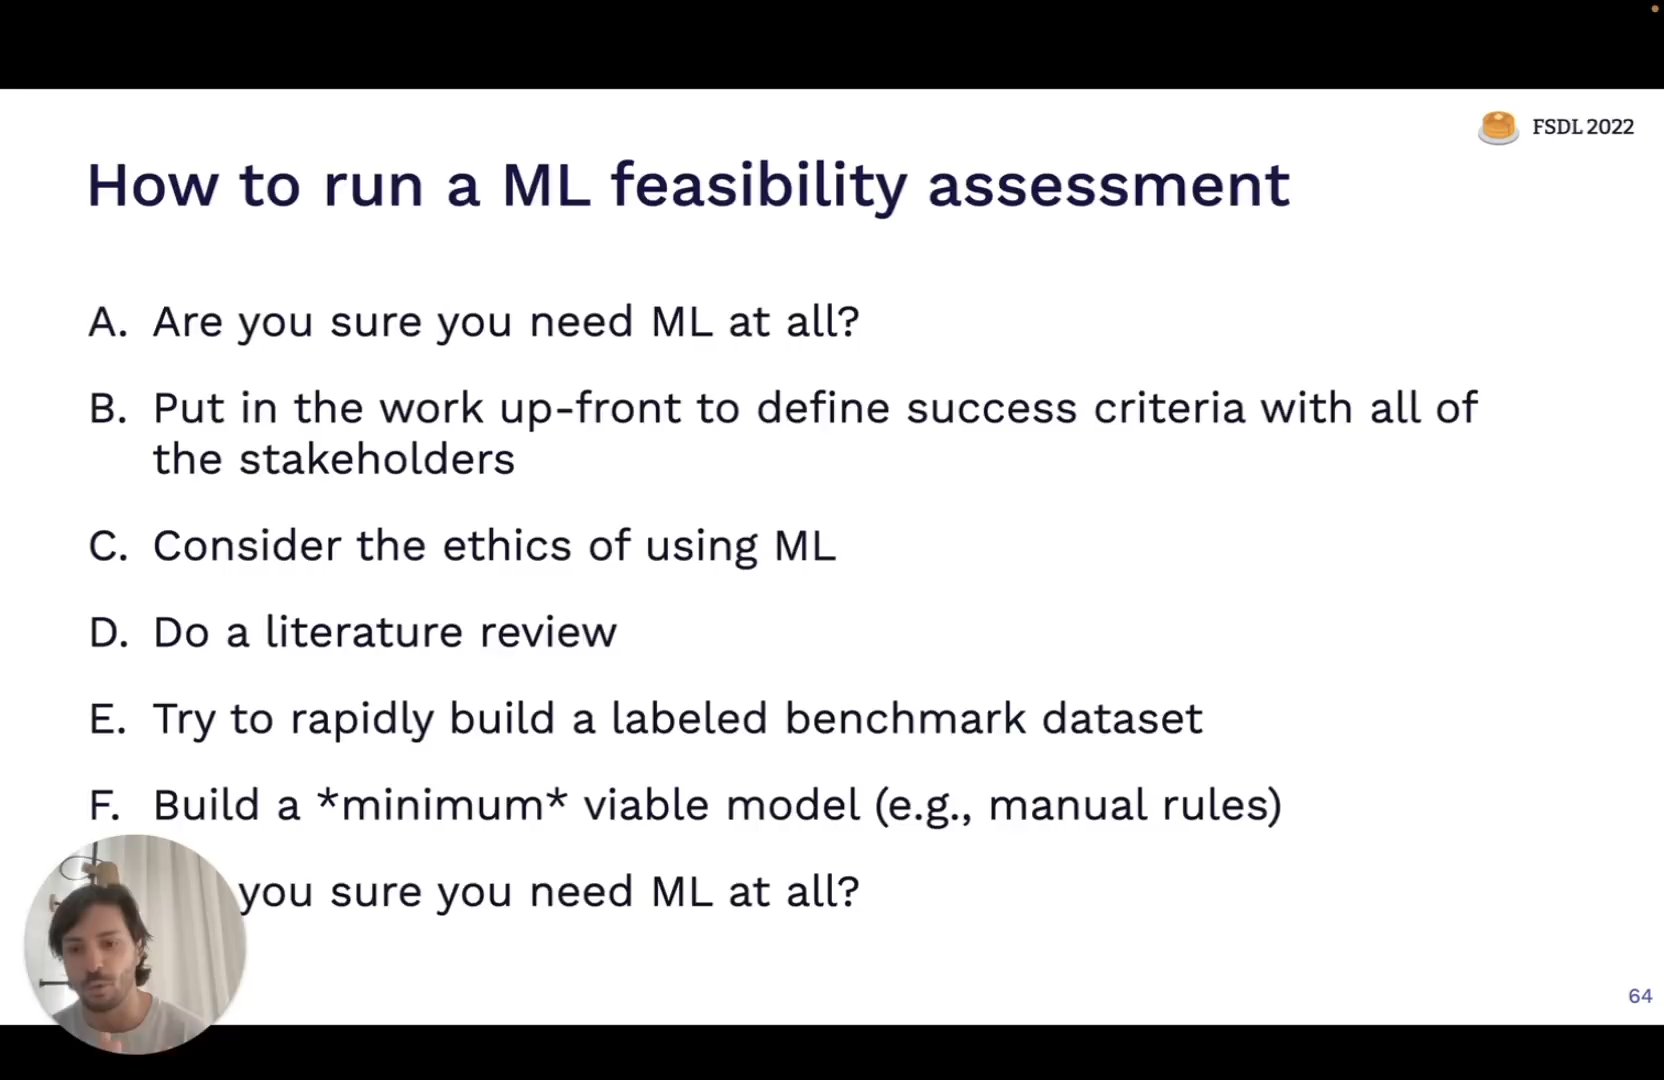 FSDL 2022
How to run a ML feasibility assessment
A. Are you sure you need ML at all?
B. Put in the work up-front to define success criteria with all of
the stakeholders
C. Consider the ethics of using ML
D. Do a literature review
E. Try to rapidly build a labeled benchmark dataset
F. Build a *minimum* viable model (e.g., manual rules)
you sure you need ML at all?
64